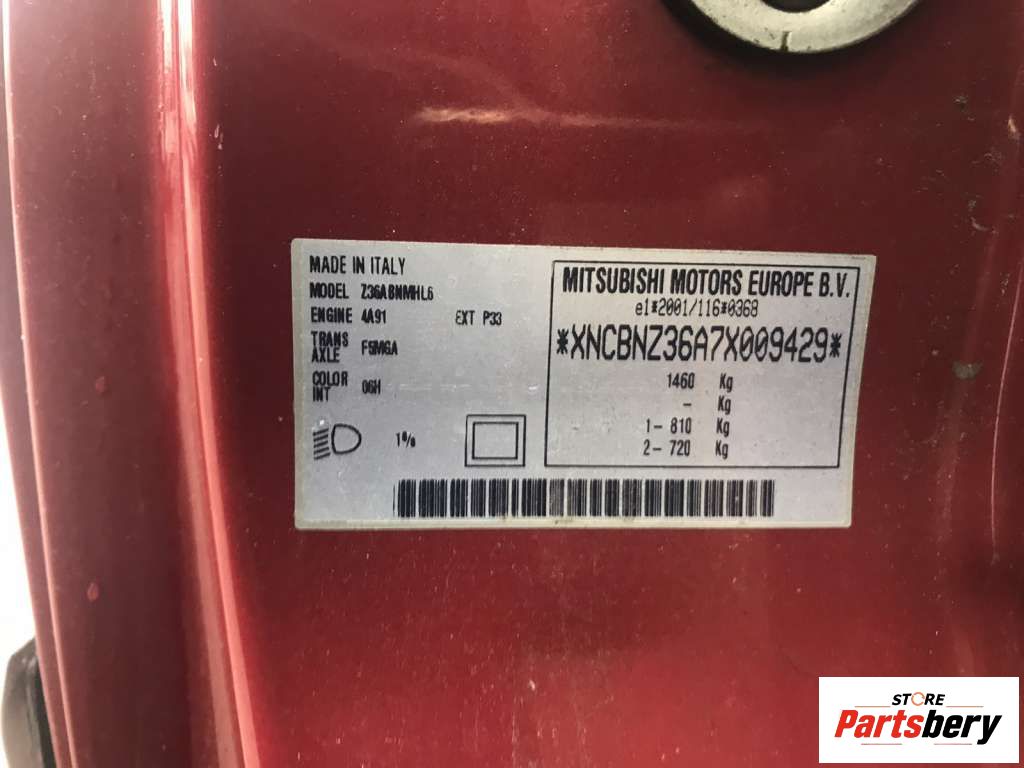 MADE IN ITALY
MODEL Z36A8NMHL6
ENGINE 4A91 EXT P33
TRANS AXLE F5MGA
COLOR INT 06H
1%
MITSUBISHI MOTORS EUROPE B.V.
e1*2001/116*0368
*XNCBNZ36A7X009429*
1460 Kg
- Kg
1- 810 Kg
2- 720 Kg
STORE
Partsbery